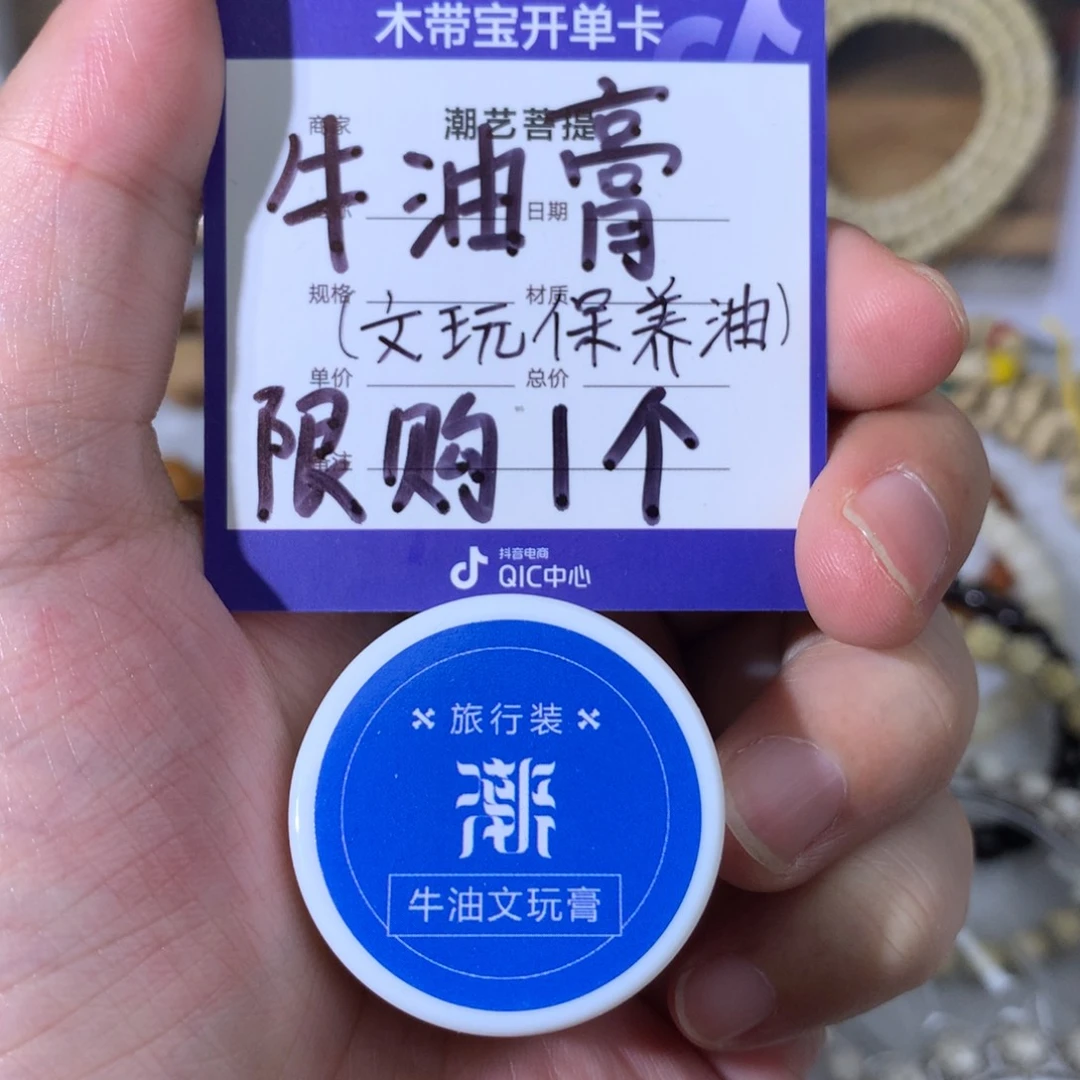 木带宝开单卡
商家 潮艺菩提
牛油膏
日期
规格 材质
(文玩保养油)
单价 总价
限购1个
备注
抖音电商
QIC中心
旅行装
潮
牛油文玩膏